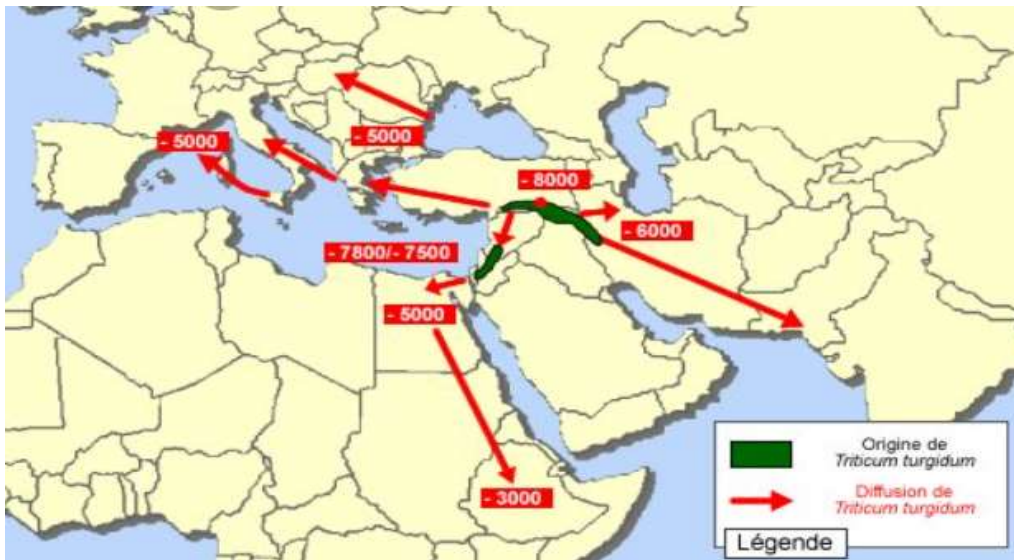 - 5000
- 5000
- 8000
- 6000
- 7800/- 7500
- 5000
- 3000
Origine de
Triticum turgidum
Diffusion de
Triticum turgidum
Légende